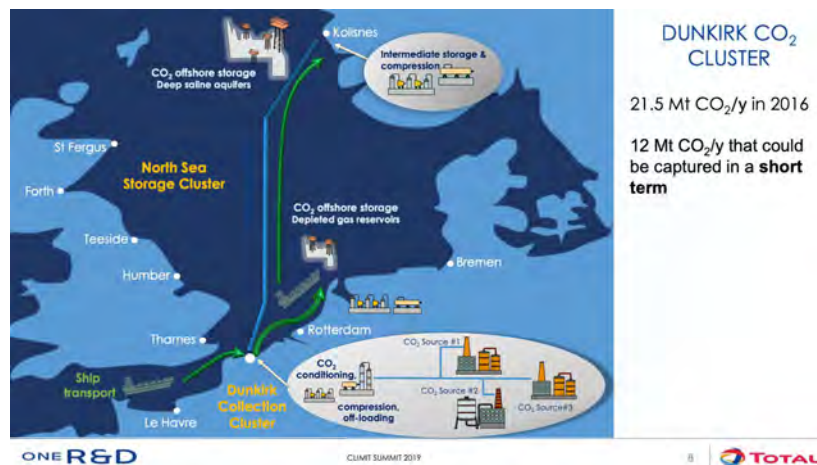 DUNKIRK CO₂
CLUSTER
21.5 Mt CO₂/y in 2016
12 Mt CO₂/y that could
be captured in a short
term
Kolisnes
Intermediate storage &
compression
CO₂ offshore storage
Deep saline aquifers
St Fergus
North Sea
Storage Cluster
Forth
CO₂ offshore storage
Depleted gas reservoirs
Teeside
Bremen
Humber
Thames
Rotterdam
CO₂ Source #1
CO₂
conditioning,
compression,
off-loading
CO₂ Source #2
CO₂ Source#3
Ship
transport
Dunkirk
Collection
Cluster
Le Havre
ONE R&D
CLIMIT SUMMIT 2019
8
TOTAL